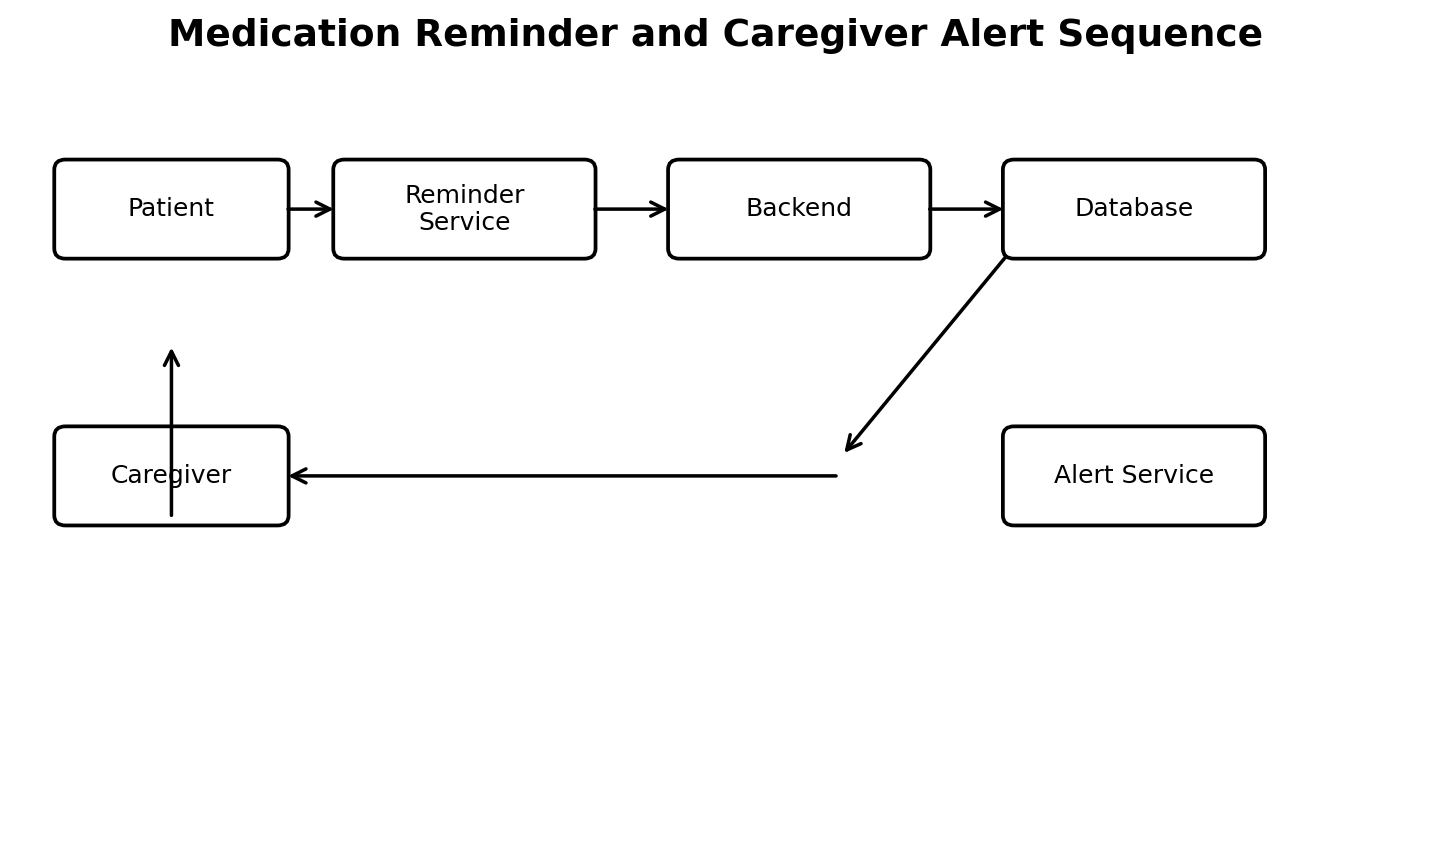 Medication Reminder and Caregiver Alert Sequence
Patient
Reminder
Service
Backend
Database
Caregiver
Alert Service